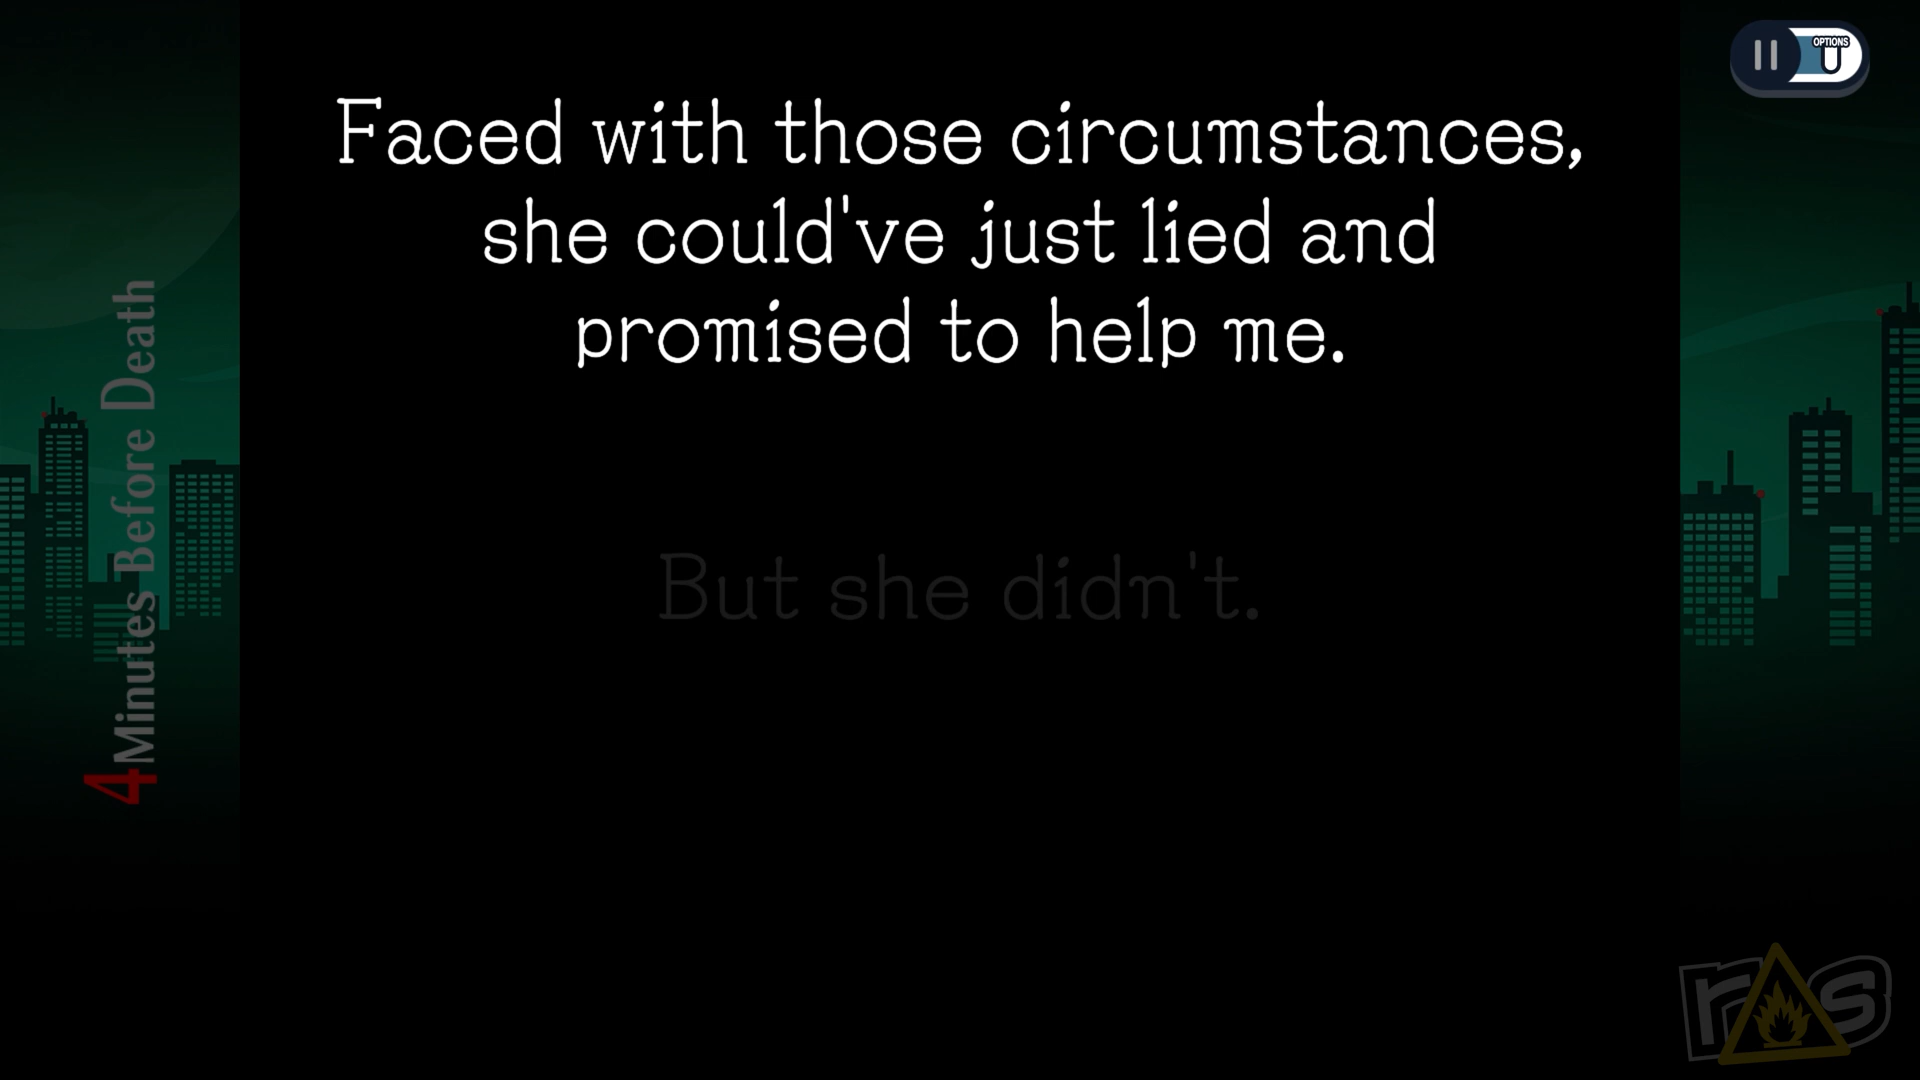 OPTIONS
Faced with those circumstances,
she could've just lied and
promised to help me.
But she didn't.
4 Minutes Before Death
ras